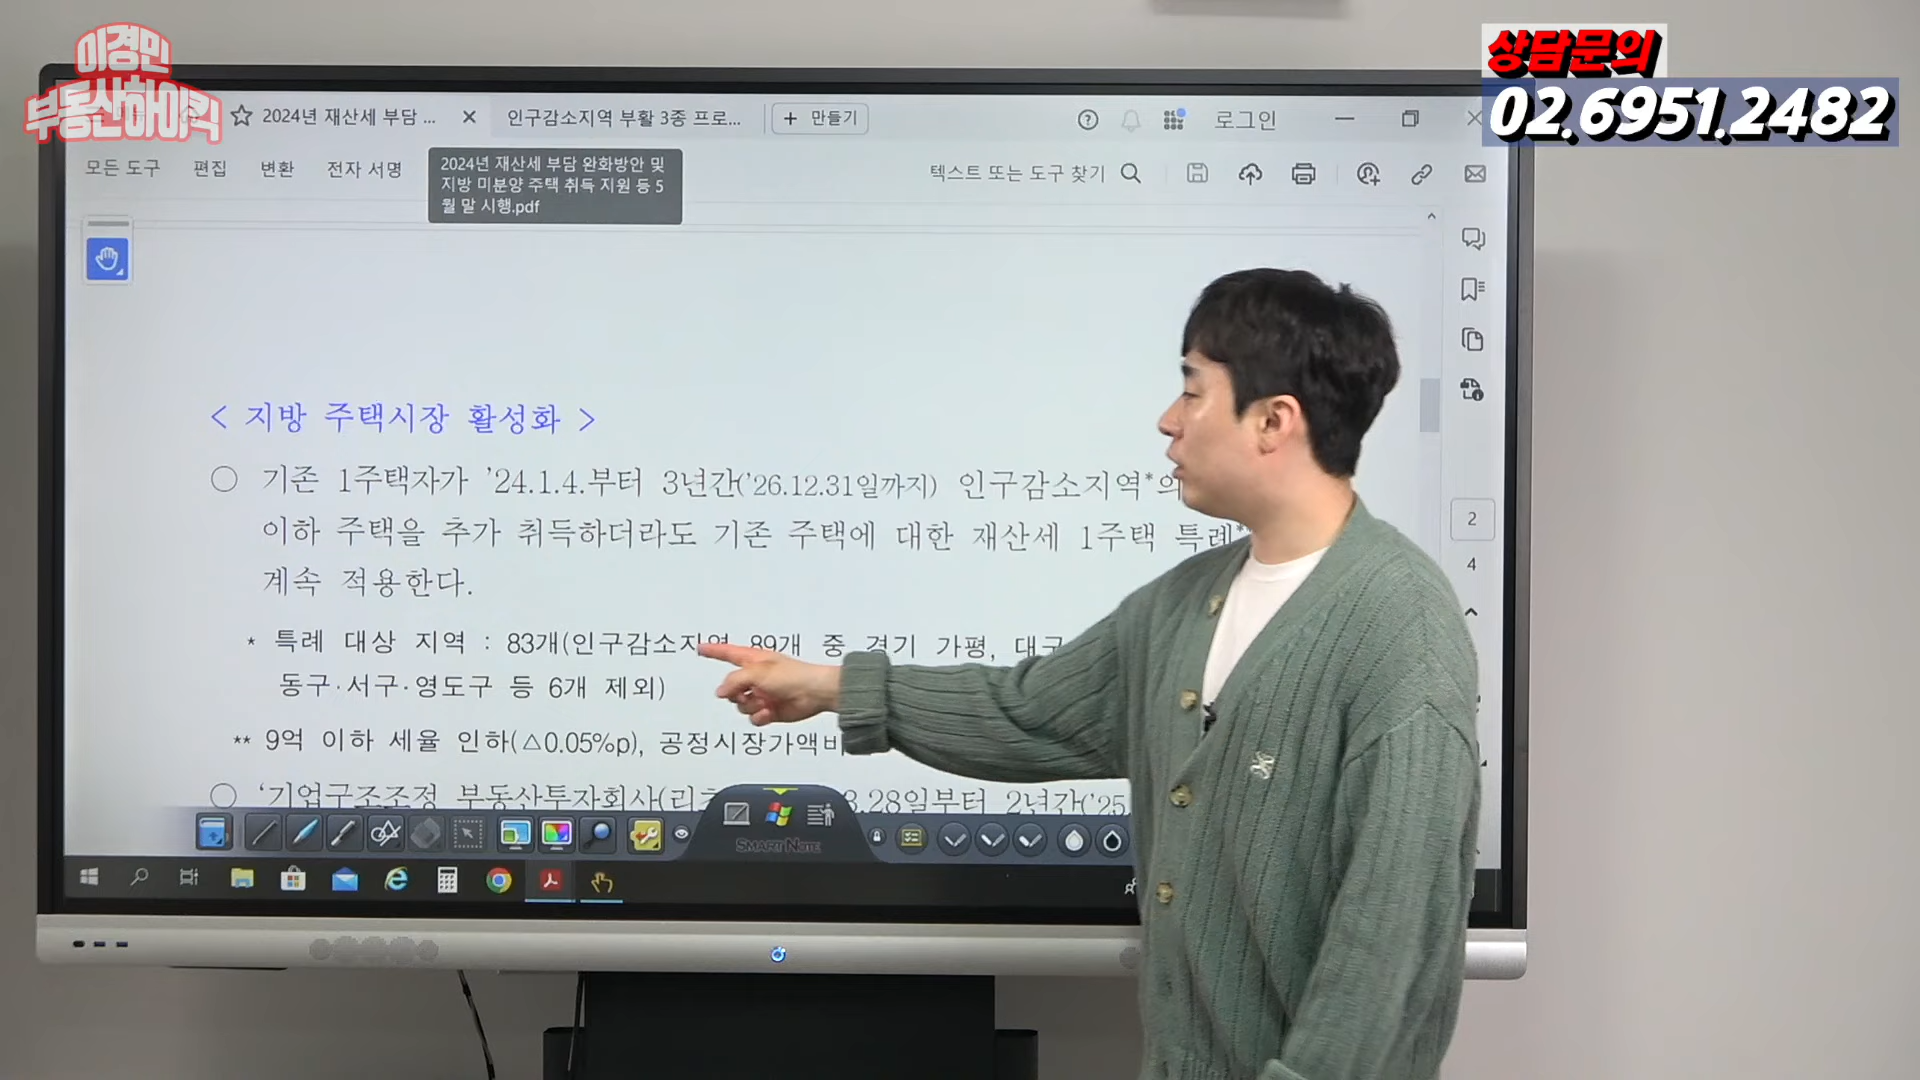 이경민
부동산하이킥
상담문의
02.6951.2482
2024년 재산세 부담 ...
인구감소지역 부활 3종 프로...
+ 만들기
로그인
모든 도구 편집 변환 전자 서명
텍스트 또는 도구 찾기
2024년 재산세 부담 완화방안 및
지방 미분양 주택 취득 지원 등 5
월 말 시행.pdf
< 지방 주택시장 활성화 >
○ 기존 1주택자가 ’24.1.4.부터 3년간(’26.12.31일까지) 인구감소지역*의
이하 주택을 추가 취득하더라도 기존 주택에 대한 재산세 1주택 특례*
계속 적용한다.
* 특례 대상 지역 : 83개(인구감소지역 89개 중 경기 가평, 대구
동구·서구·영도구 등 6개 제외)
** 9억 이하 세율 인하(△0.05%p), 공정시장가액비
○ ‘기업구조조정 부동산투자회사(리츠 3.28일부터 2년간(’25.
2
4
SMART NOTE